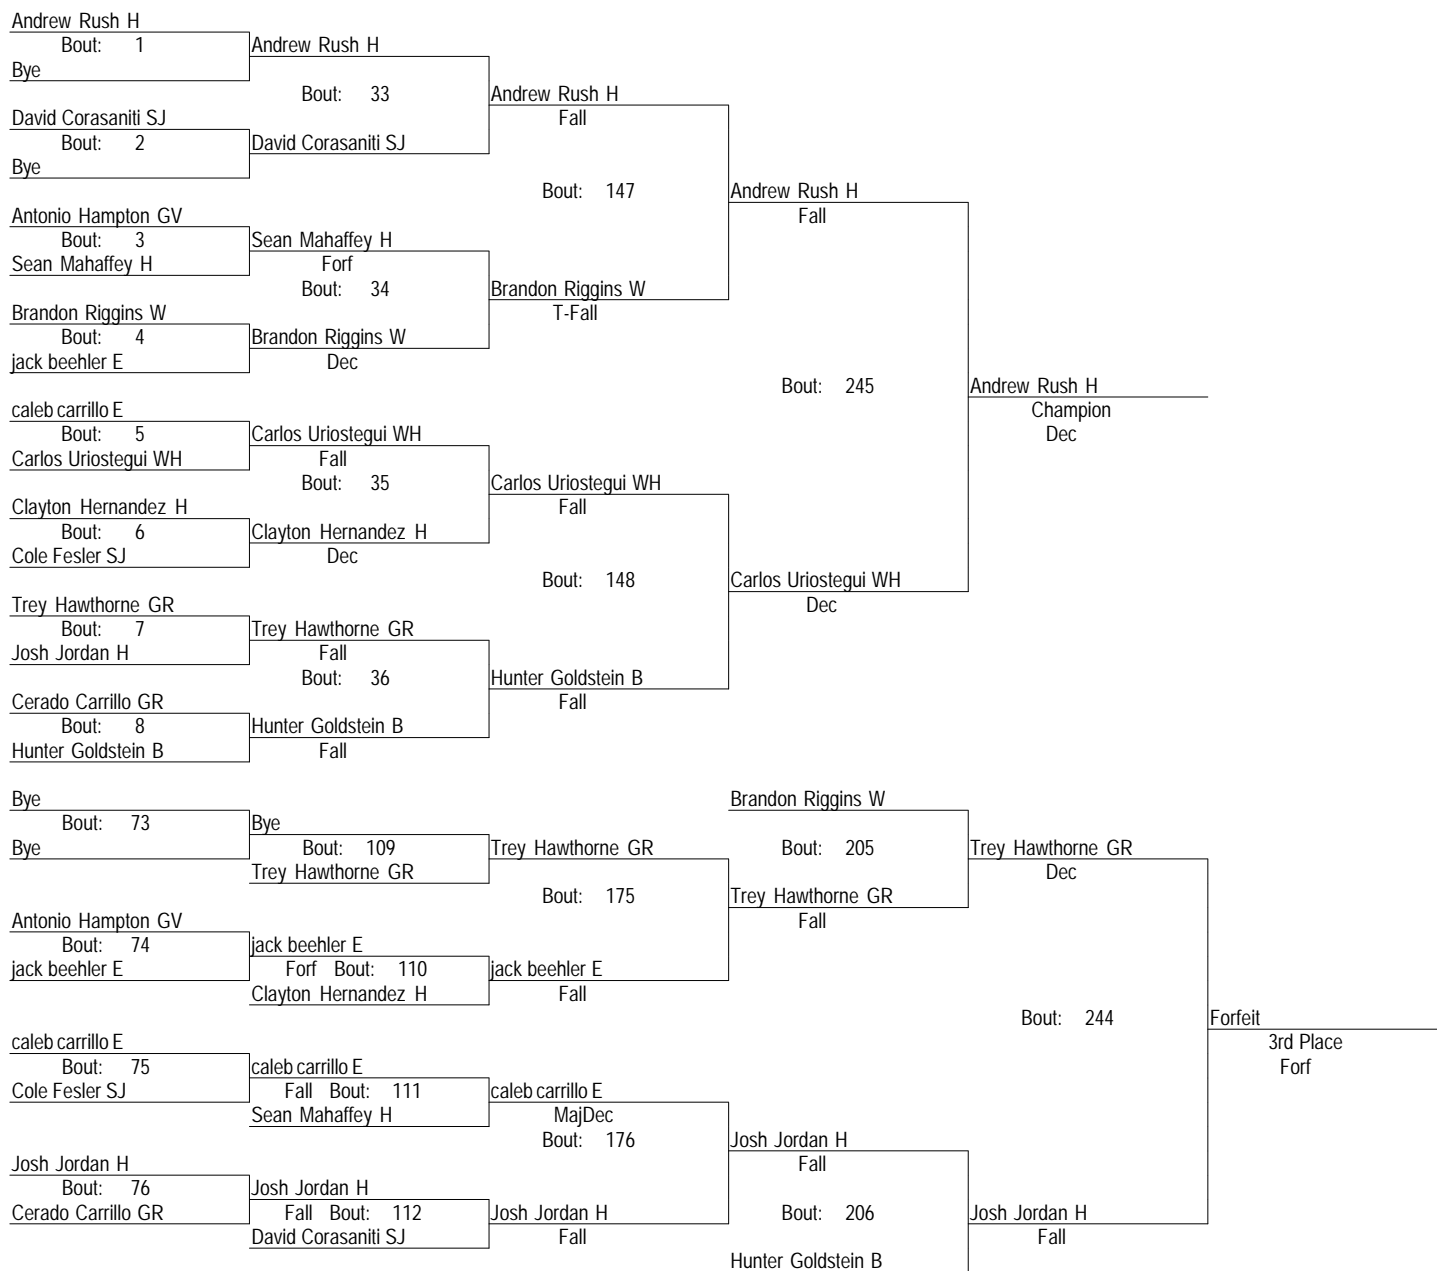 Andrew Rush H
Bout: 1
Andrew Rush H
Bye
Bout: 33
Andrew Rush H
Fall
David Corasaniti SJ
Bout: 2
David Corasaniti SJ
Bye
Bout: 147
Andrew Rush H
Fall
Antonio Hampton GV
Bout: 3
Sean Mahaffey H
Sean Mahaffey H
Forf
Bout: 34
Brandon Riggins W
T-Fall
Brandon Riggins W
Bout: 4
Brandon Riggins W
jack beehler E
Dec
Bout: 245
Andrew Rush H
Champion
Dec
caleb carrillo E
Bout: 5
Carlos Uriostegui WH
Carlos Uriostegui WH
Fall
Bout: 35
Carlos Uriostegui WH
Fall
Clayton Hernandez H
Bout: 6
Clayton Hernandez H
Cole Fesler SJ
Dec
Bout: 148
Carlos Uriostegui WH
Dec
Trey Hawthorne GR
Bout: 7
Trey Hawthorne GR
Josh Jordan H
Fall
Bout: 36
Hunter Goldstein B
Fall
Cerado Carrillo GR
Bout: 8
Hunter Goldstein B
Hunter Goldstein B
Fall
Bye
Brandon Riggins W
Bout: 73
Bye
Bye
Bout: 109
Trey Hawthorne GR
Bout: 205
Trey Hawthorne GR
Trey Hawthorne GR
Dec
Bout: 175
Trey Hawthorne GR
Fall
Antonio Hampton GV
Bout: 74
jack beehler E
jack beehler E
Forf Bout: 110
jack beehler E
Clayton Hernandez H
Fall
Bout: 244
Forfeit
3rd Place
Forf
caleb carrillo E
Bout: 75
caleb carrillo E
Cole Fesler SJ
Fall Bout: 111
caleb carrillo E
Sean Mahaffey H
MajDec
Bout: 176
Josh Jordan H
Fall
Josh Jordan H
Bout: 76
Josh Jordan H
Cerado Carrillo GR
Fall Bout: 112
Josh Jordan H
Bout: 206
Josh Jordan H
David Corasaniti SJ
Fall
Fall
Hunter Goldstein B